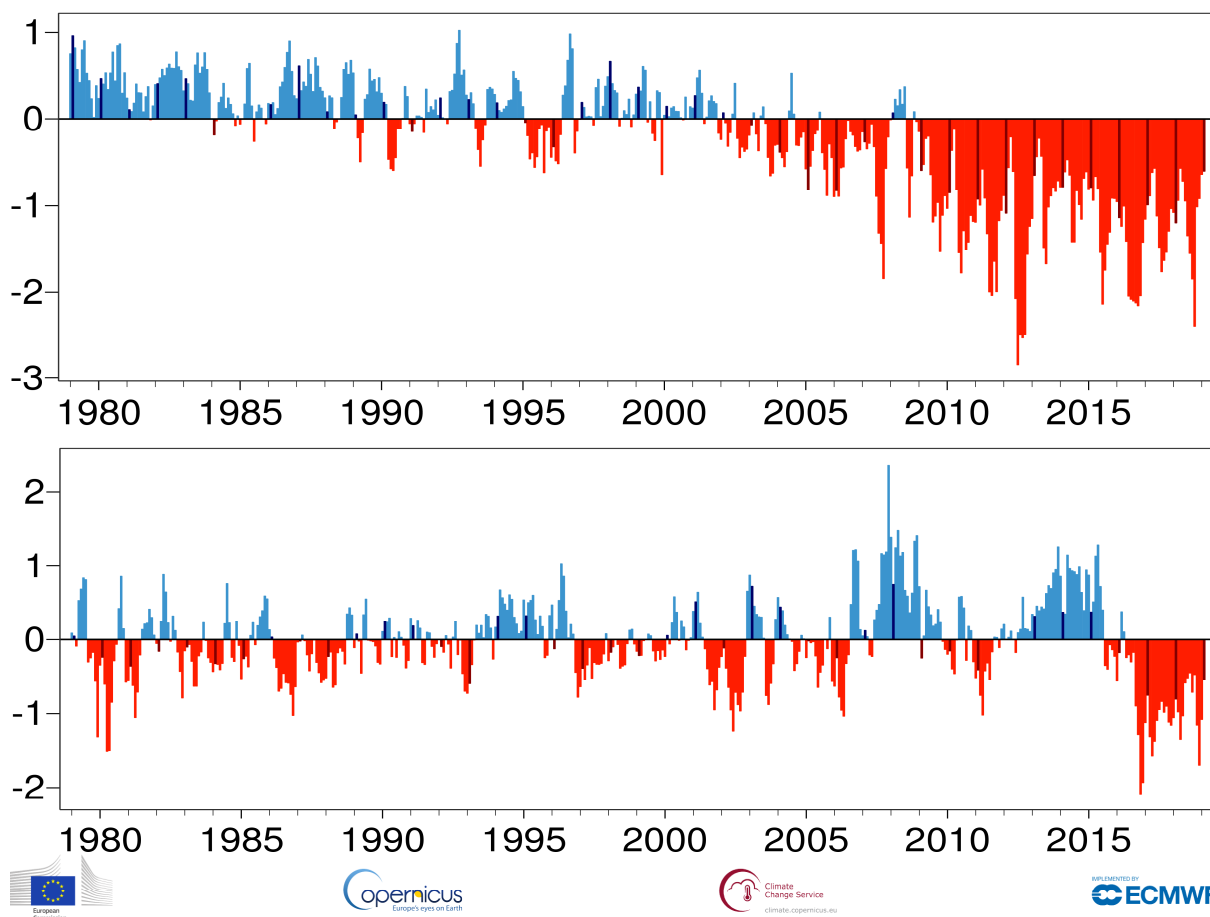 1
0
-1
-2
-3
1980 1985 1990 1995 2000 2005 2010 2015
2
1
0
-1
-2
1980 1985 1990 1995 2000 2005 2010 2015
European
opernicus
Europe's eyes on Earth
Climate
Change Service
climate.copernicus.eu
IMPLEMENTED BY
ECMWF